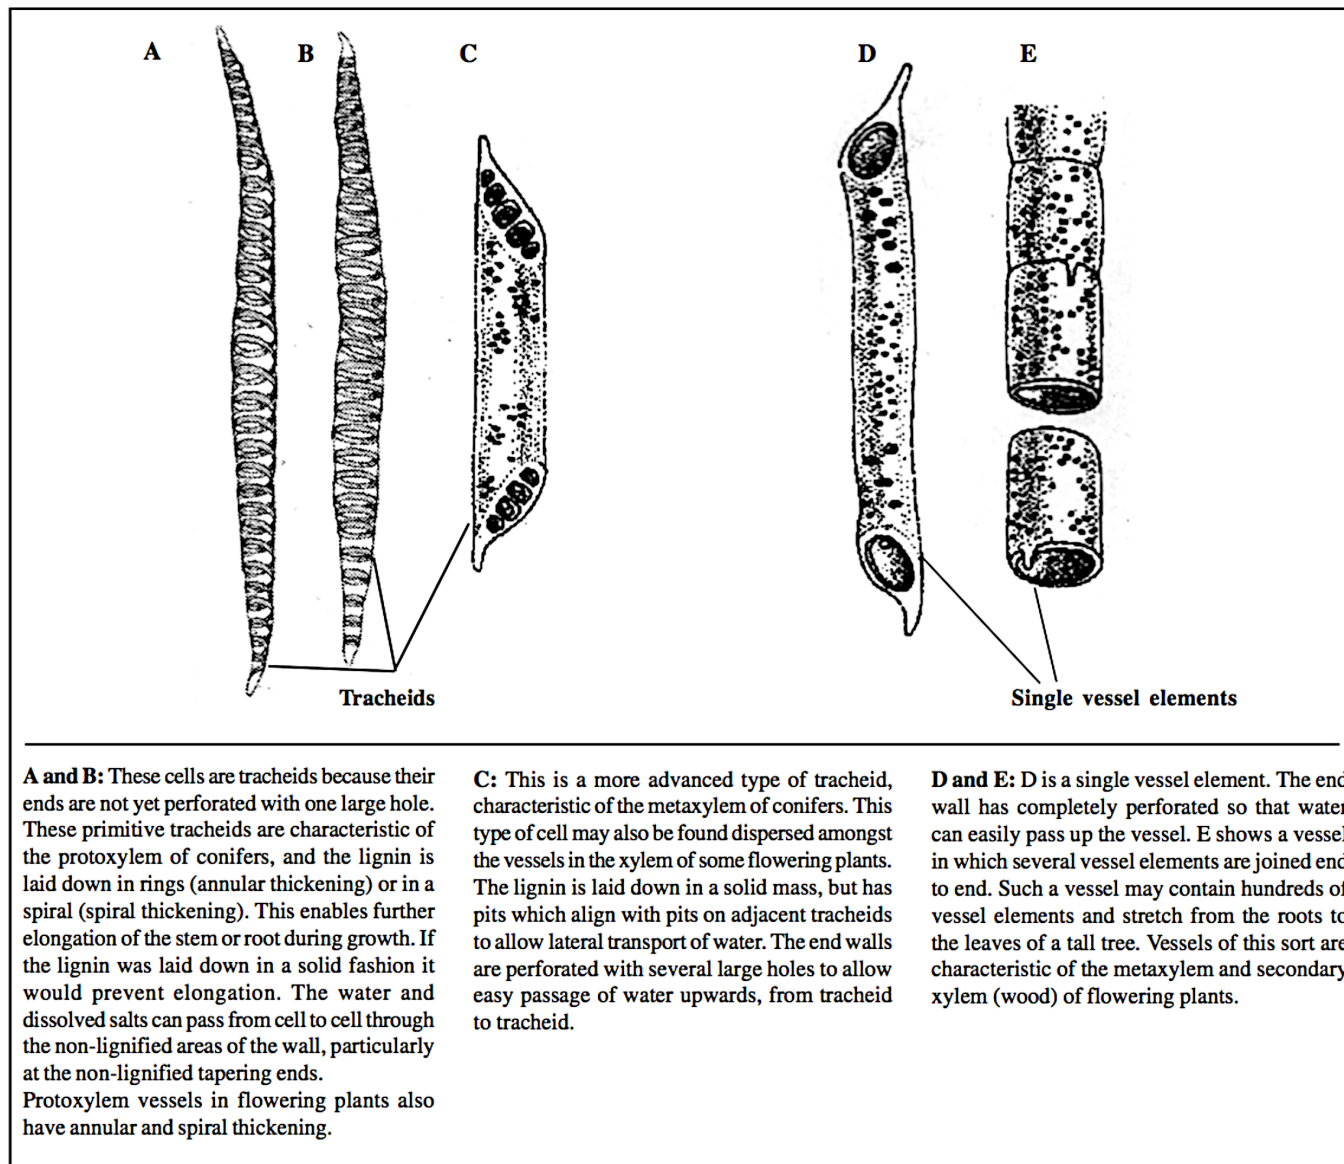 A
B
C
D
E
Tracheids
Single vessel elements
A and B: These cells are tracheids because their
ends are not yet perforated with one large hole.
These primitive tracheids are characteristic of
the protoxylem of conifers, and the lignin is
laid down in rings (annular thickening) or in a
spiral (spiral thickening). This enables further
elongation of the stem or root during growth. If
the lignin was laid down in a solid fashion it
would prevent elongation. The water and
dissolved salts can pass from cell to cell through
the non-lignified areas of the wall, particularly
at the non-lignified tapering ends.
Protoxylem vessels in flowering plants also
have annular and spiral thickening.
C: This is a more advanced type of tracheid,
characteristic of the metaxylem of conifers. This
type of cell may also be found dispersed amongst
the vessels in the xylem of some flowering plants.
The lignin is laid down in a solid mass, but has
pits which align with pits on adjacent tracheids
to allow lateral transport of water. The end walls
are perforated with several large holes to allow
easy passage of water upwards, from tracheid
to tracheid.
D and E: D is a single vessel element. The end
wall has completely perforated so that water
can easily pass up the vessel. E shows a vessel
in which several vessel elements are joined end
to end. Such a vessel may contain hundreds of
vessel elements and stretch from the roots to
the leaves of a tall tree. Vessels of this sort are
characteristic of the metaxylem and secondary
xylem (wood) of flowering plants.